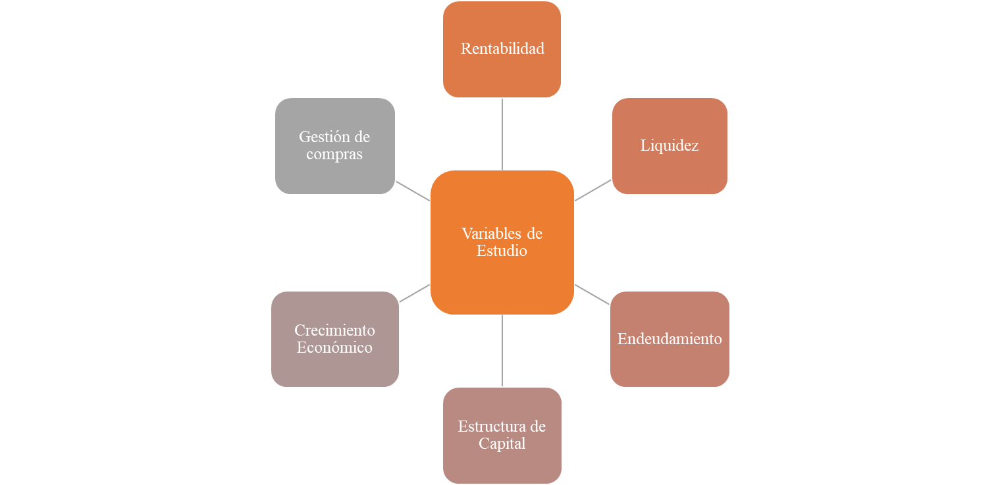 Rentabilidad
Liquidez
Endeudamiento
Estructura de
Capital
Crecimiento
Económico
Gestión de
compras
Variables de
Estudio